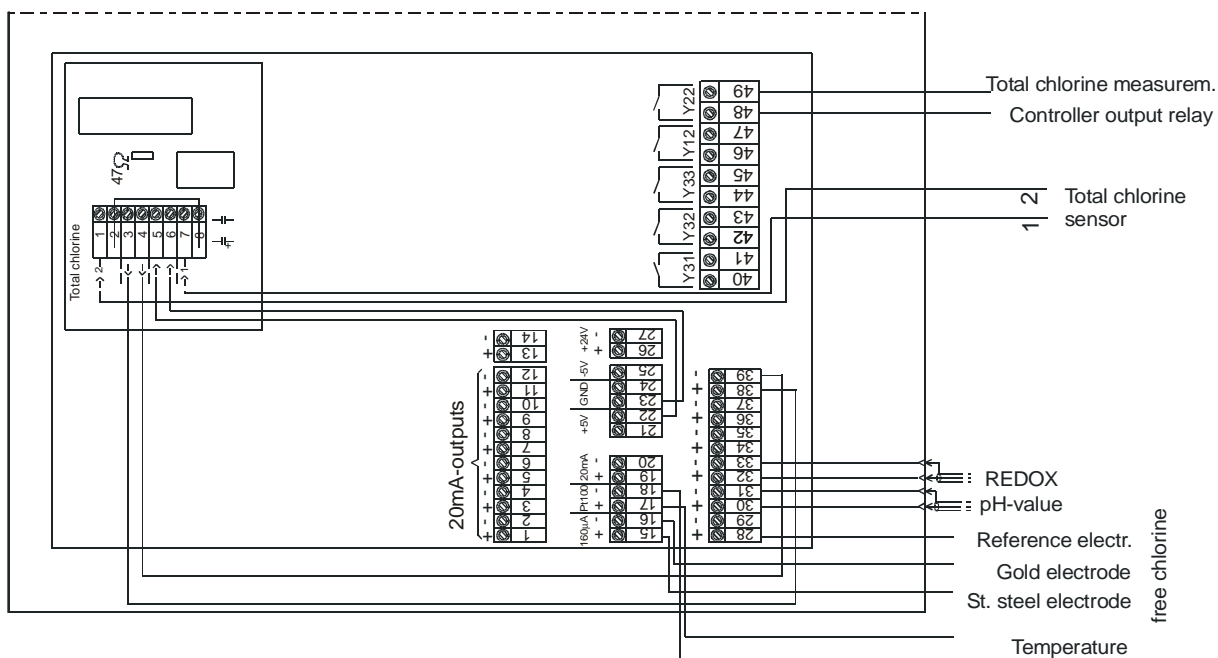 Total chlorine measurem.
Controller output relay
2 Total chlorine
1 sensor
REDOX
pH-value
Reference electr.
Gold electrode
St. steel electrode
free chlorine
Temperature
Total chlorine
47Ω
1 2 3 4 5 6 7 8
2
1
+
Y22
Y12
Y33
Y32
Y31
49
48
47
46
45
44
43
42
41
40
20mA-outputs
- 14
+ 13
- 12
+ 11
- 10
+ 9
- 8
+ 7
- 6
+ 5
- 4
+ 3
- 2
+ 1
+24V
- 27
+ 26
-5V
GND
+5V
25
24
23
22
21
20mA
Pt100
160µA
- 20
+ 19
- 18
+ 17
- 16
+ 15
- 39
+ 38
- 37
+ 36
- 35
+ 34
- 33
+ 32
- 31
+ 30
- 29
+ 28